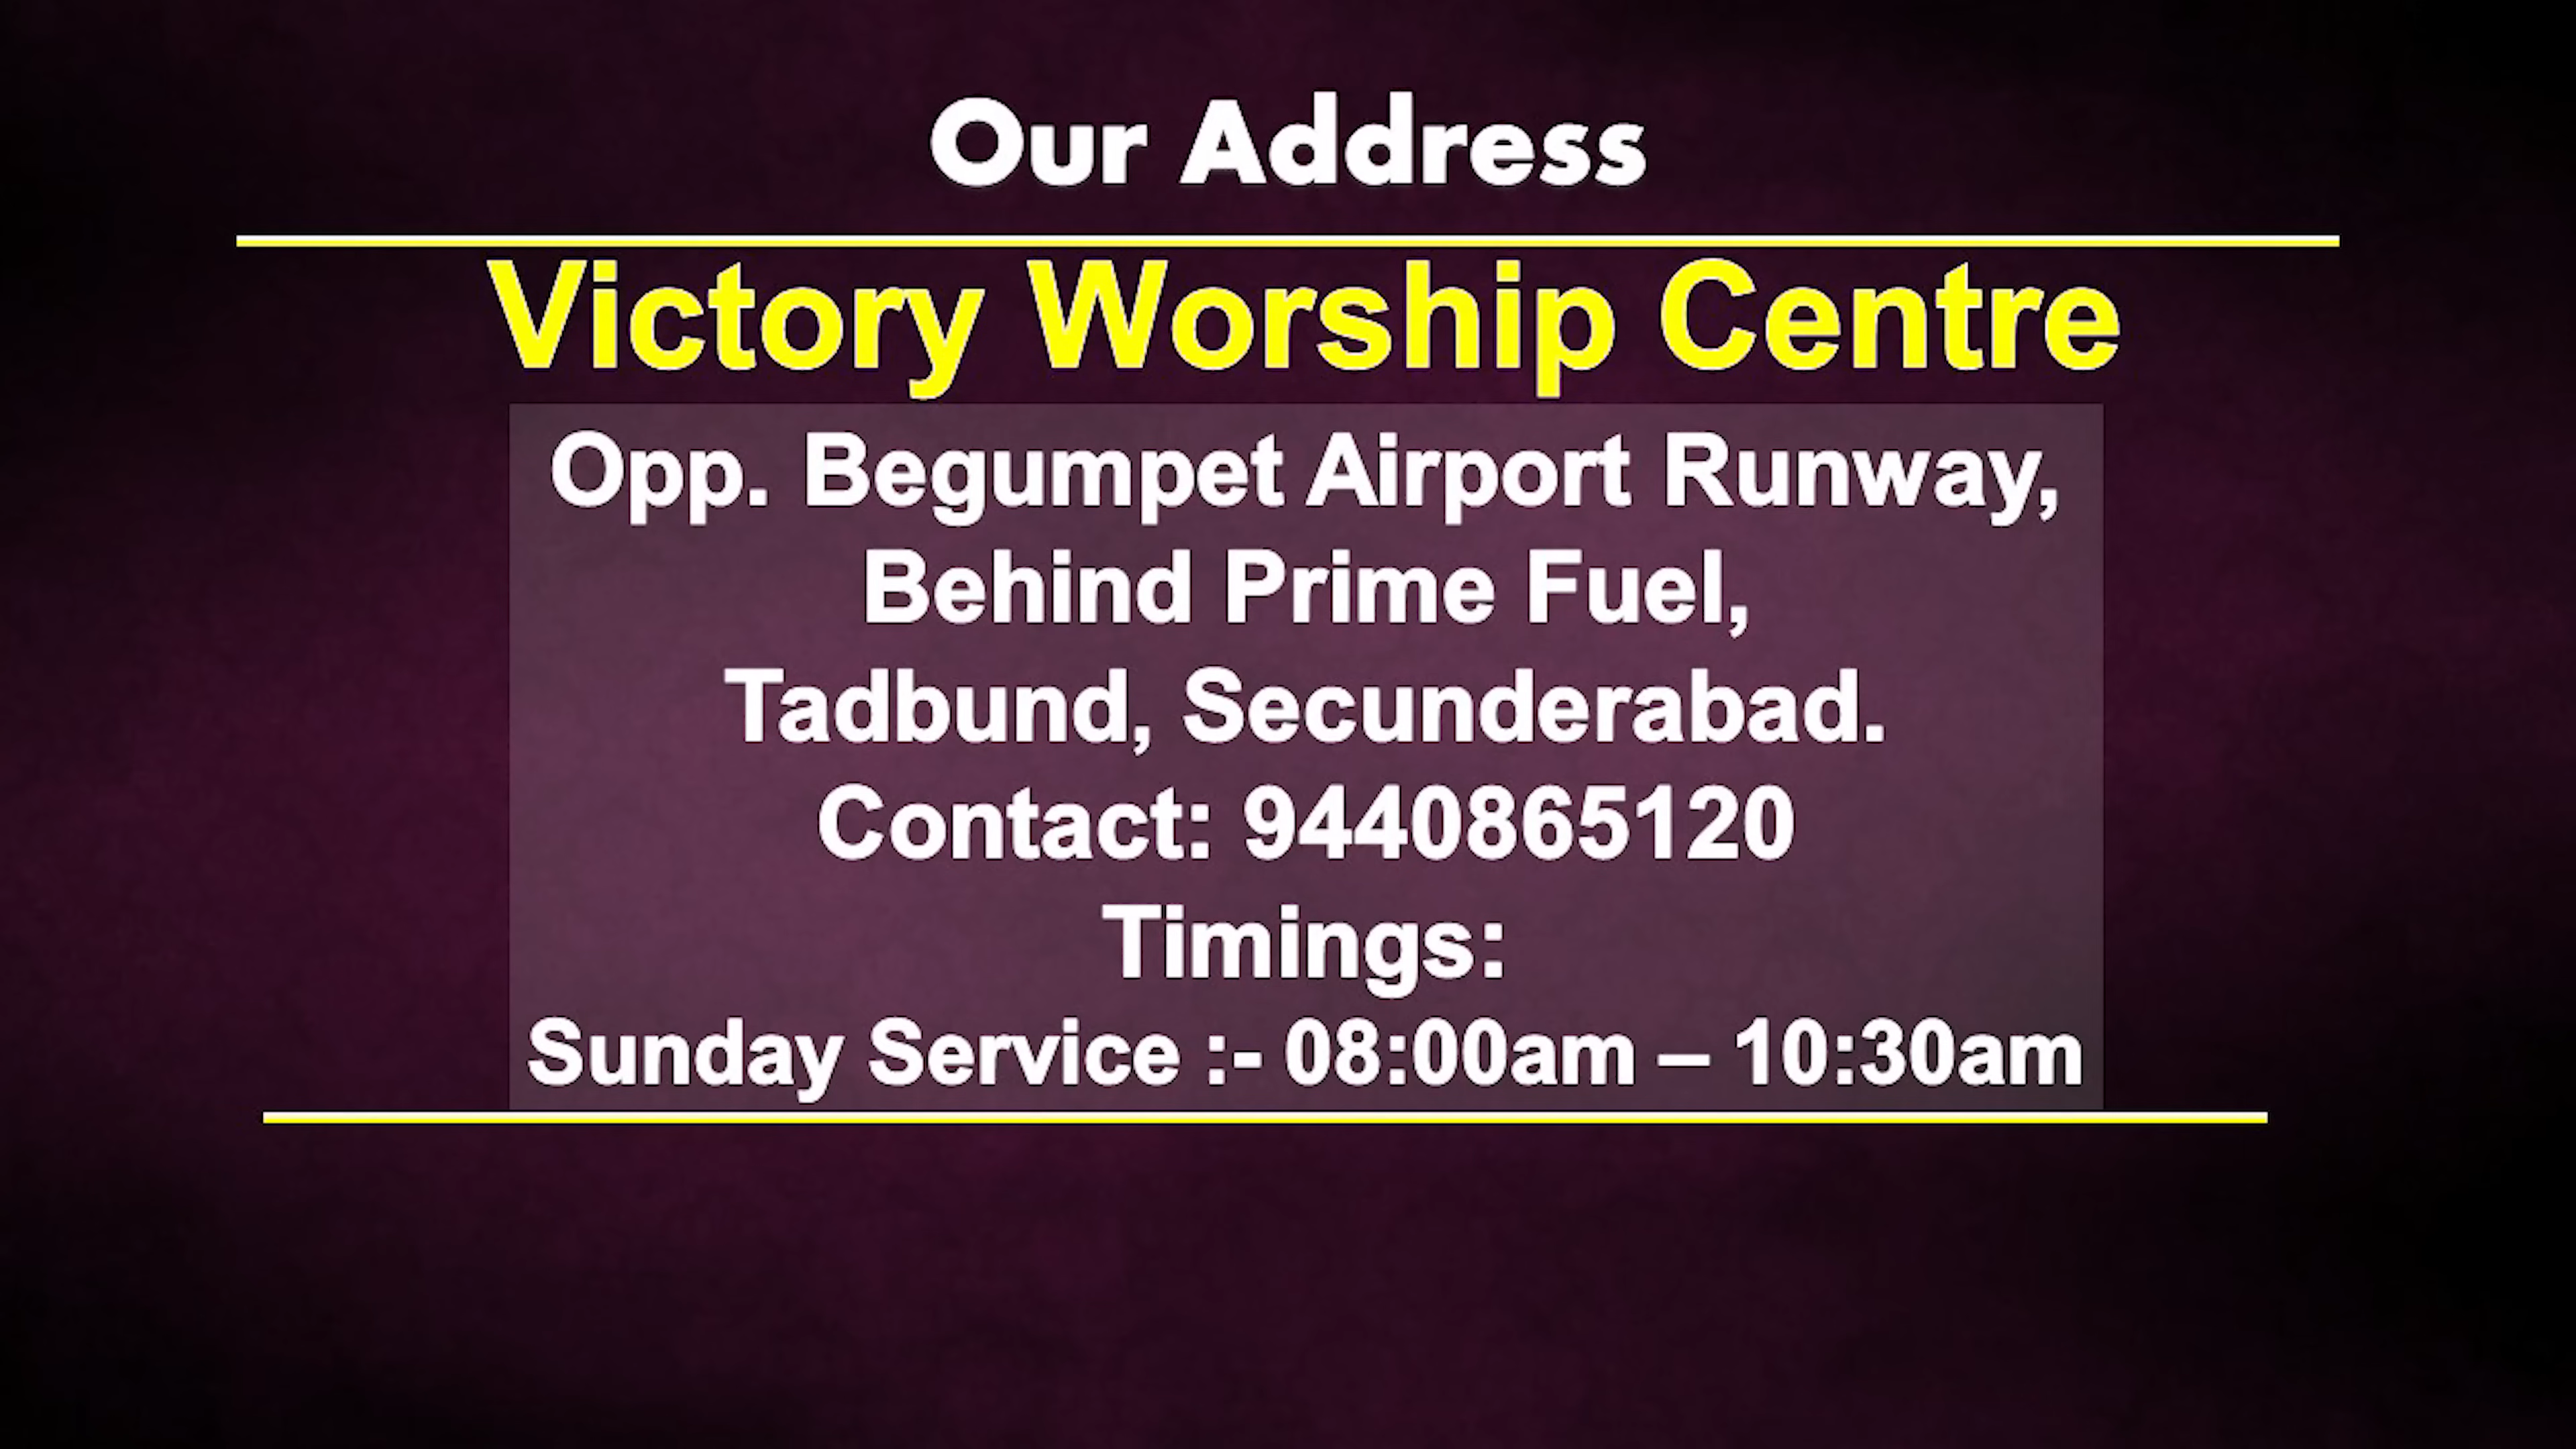 Our Address
Victory Worship Centre
Opp. Begumpet Airport Runway,
Behind Prime Fuel,
Tadbund, Secunderabad.
Contact: 9440865120
Timings:
Sunday Service :- 08:00am – 10:30am